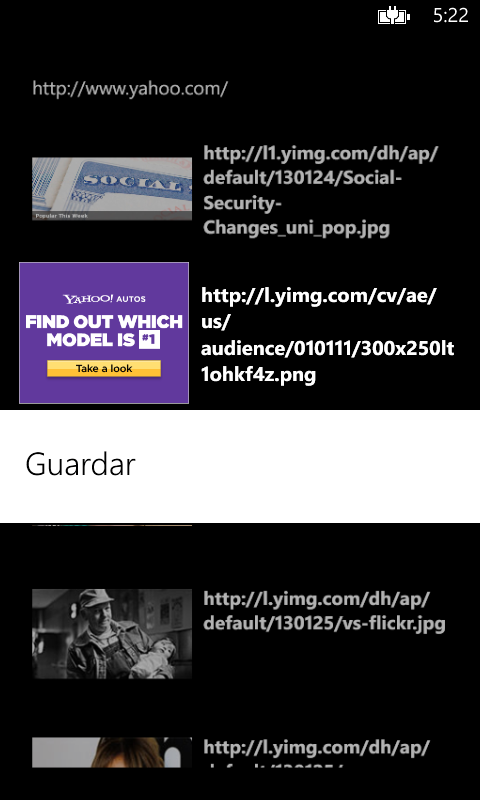 5:22
http://www.yahoo.com/
SOCIAL
Popular This Week
http://l1.yimg.com/dh/ap/
default/130124/Social-
Security-
Changes_uni_pop.jpg
YAHOO! AUTOS
FIND OUT WHICH
MODEL IS #1
Take a look
http://l.yimg.com/cv/ae/
us/
audience/010111/300x250lt
1ohkf4z.png
Guardar
http://l.yimg.com/dh/ap/
default/130125/vs-flickr.jpg
http://l.yimg.com/dh/ap/